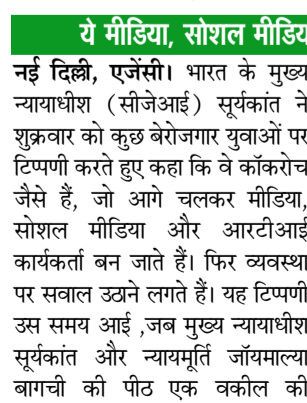 ये मीडिया, सोशल मीडिय
नई दिल्ली, एजेंसी। भारत के मुख्य
न्यायाधीश (सीजेआई) सूर्यकांत ने
शुक्रवार को कुछ बेरोजगार युवाओं पर
टिप्पणी करते हुए कहा कि वे कॉकरोच
जैसे हैं, जो आगे चलकर मीडिया,
सोशल मीडिया और आरटीआई
कार्यकर्ता बन जाते हैं। फिर व्यवस्था
पर सवाल उठाने लगते हैं। यह टिप्पणी
उस समय आई ,जब मुख्य न्यायाधीश
सूर्यकांत और न्यायमूर्ति जॉयमाल्या
बागची की पीठ एक वकील की